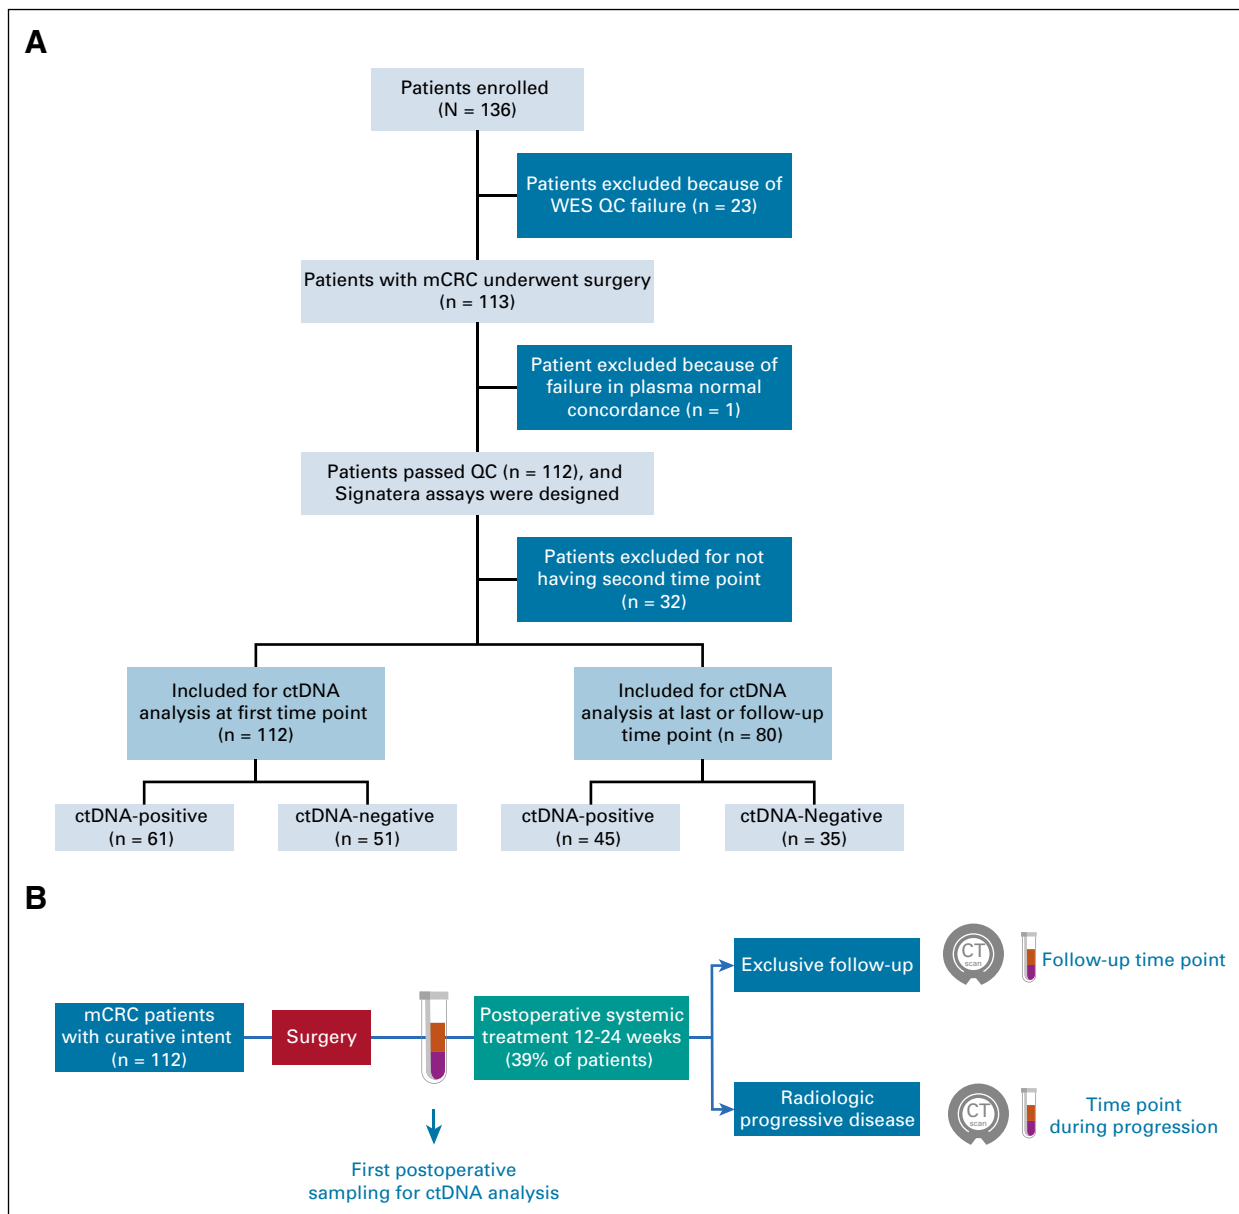 A
Patients enrolled
(N = 136)
Patients excluded because of
WES QC failure (n = 23)
Patients with mCRC underwent surgery
(n = 113)
Patient excluded because of
failure in plasma normal
concordance (n = 1)
Patients passed QC (n = 112), and
Signatera assays were designed
Patients excluded for not
having second time point
(n = 32)
Included for ctDNA
analysis at first time point
(n = 112)
Included for ctDNA
analysis at last or follow-up
time point (n = 80)
ctDNA-positive
(n = 61)
ctDNA-negative
(n = 51)
ctDNA-positive
(n = 45)
ctDNA-Negative
(n = 35)
B
mCRC patients
with curative intent
(n = 112)
Surgery
First postoperative
sampling for ctDNA analysis
Postoperative systemic
treatment 12-24 weeks
(39% of patients)
Exclusive follow-up
CT
scan
Follow-up time point
Radiologic
progressive disease
CT
scan
Time point
during progression